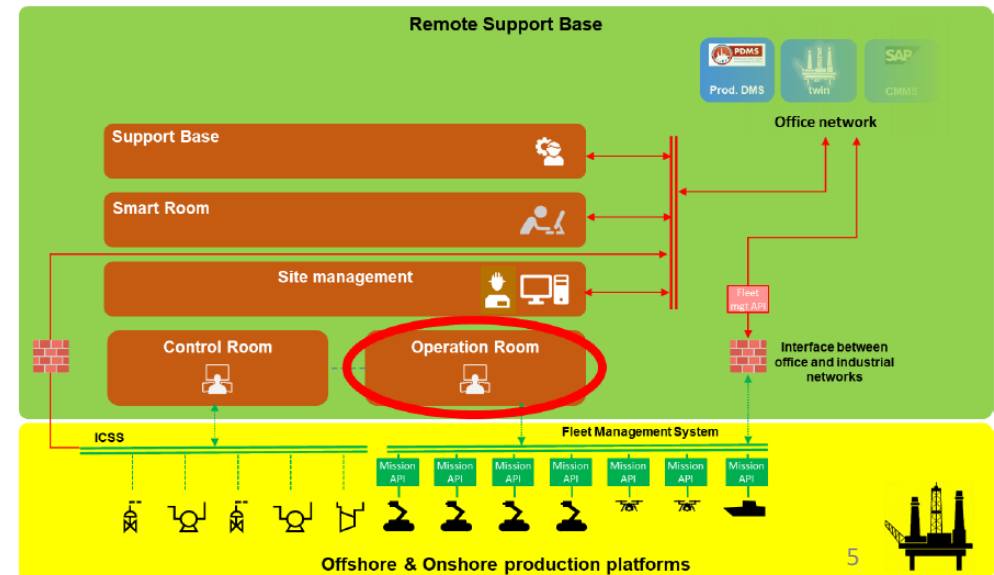 Remote Support Base
PDMS
SAP
Prod. DMS
twin
CMMS
Office network
Support Base
Smart Room
Site management
Fleet
mgt API
Control Room
Operation Room
Interface between
office and industrial
networks
ICSS
Fleet Management System
Mission
API
Mission
API
Mission
API
Mission
API
Mission
API
Mission
API
Mission
API
Offshore & Onshore production platforms
5